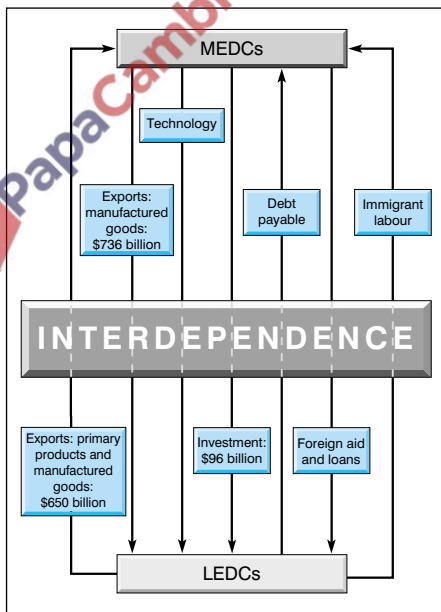 PapaCambri
MEDCs
Technology
Exports:
manufactured
goods:
$736 billion
Debt
payable
Immigrant
labour
INTERDEPENDENCE
Exports: primary
products and
manufactured
goods:
$650 billion
Investment:
$96 billion
Foreign aid
and loans
LEDCs